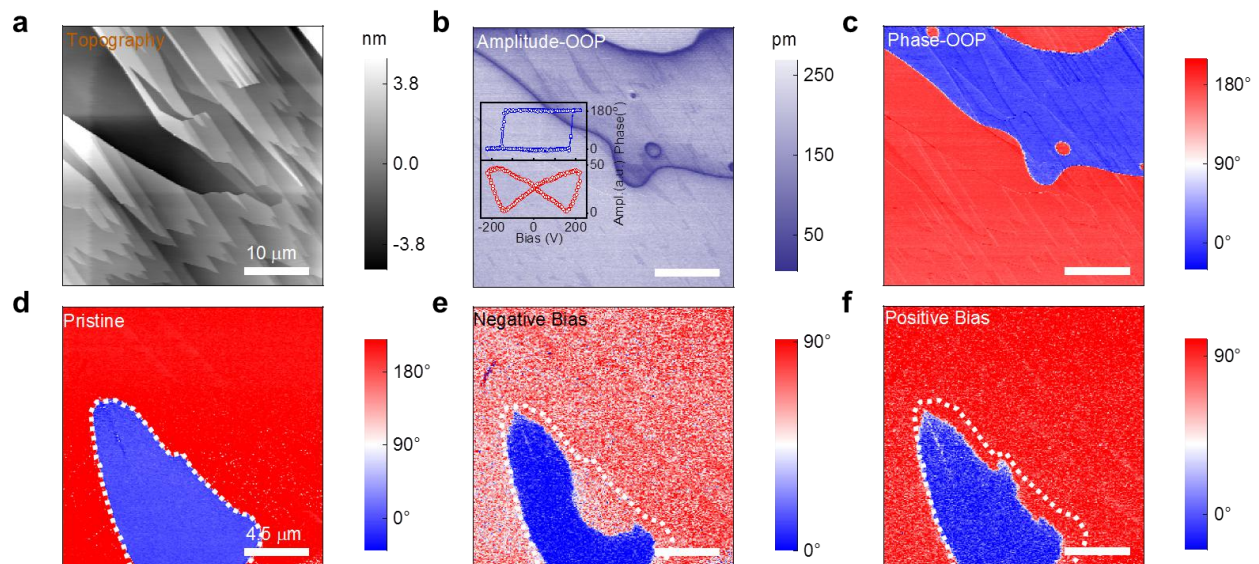 a
Topography
nm
3.8
0.0
-3.8
10 μm
b
Amplitude-OOP
pm
250
150
50
180°
0
Phase(°)
50
0
Ampl.(a.u.)
-200 0 200
Bias (V)
c
Phase-OOP
180°
90°
0°
d
Pristine
180°
90°
0°
4.5 μm
e
Negative Bias
90°
0°
f
Positive Bias
90°
-90°